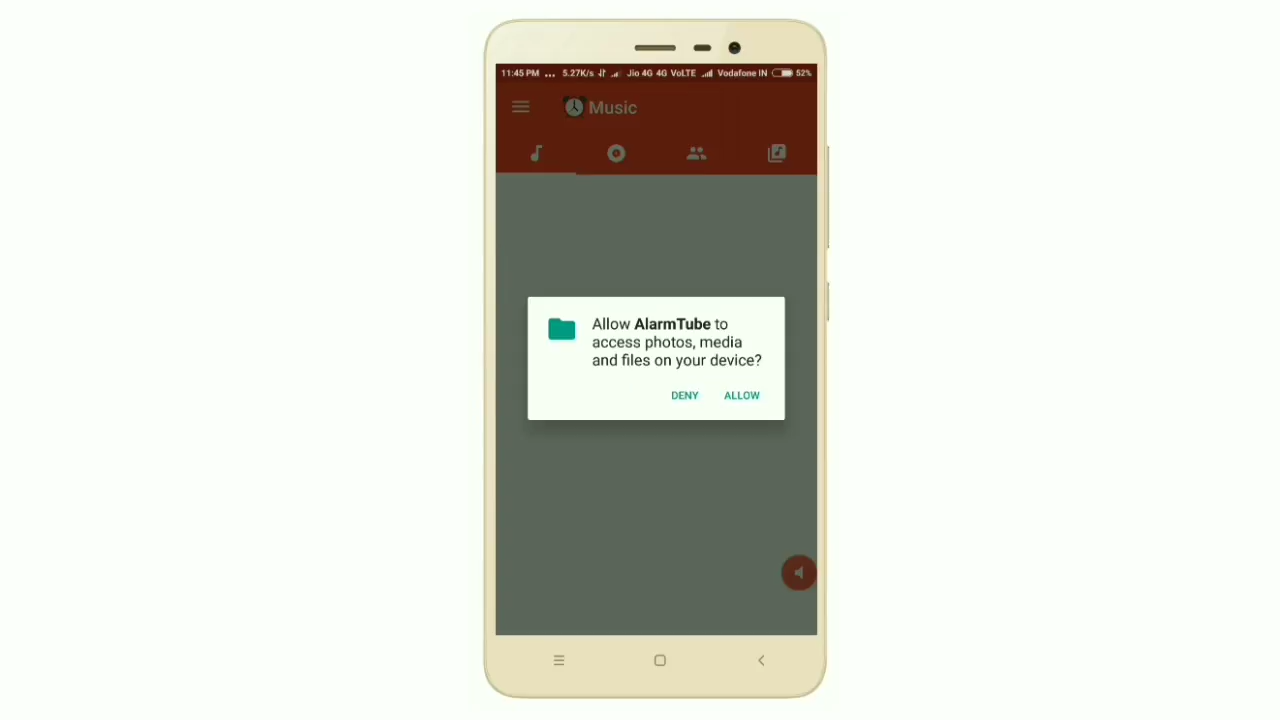 11:45 PM ... 5.27K/s Jio 4G 4G VoLTE Vodafone IN 52%
Music
Allow AlarmTube to
access photos, media
and files on your device?
DENY ALLOW